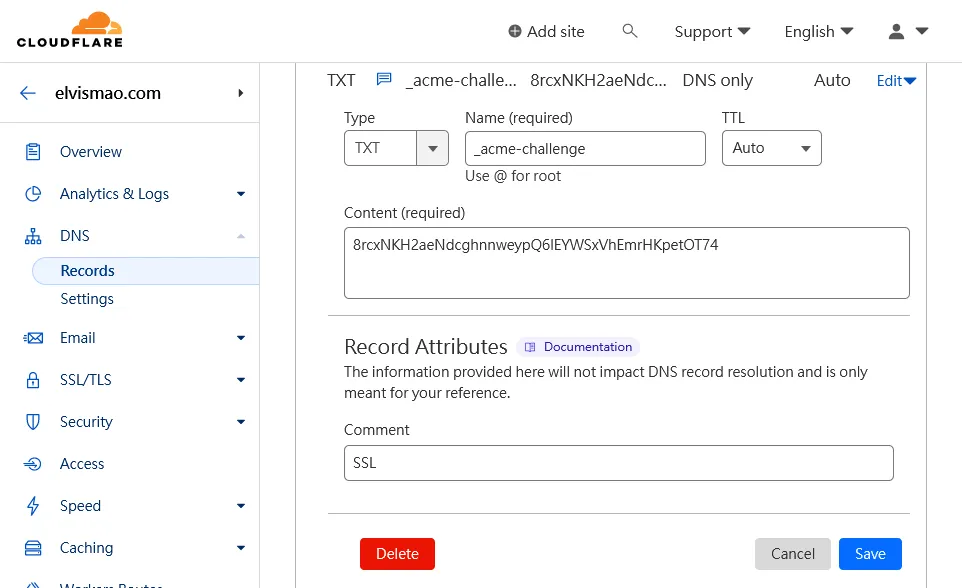 CLOUDFLARE
Add site
Support
English
elvismao.com
Overview
Analytics & Logs
DNS
Records
Settings
Email
SSL/TLS
Security
Access
Speed
Caching
Workers Routes
TXT _acme-challe... 8rcxNKH2aeNdc... DNS only Auto Edit
Type Name (required) TTL
TXT _acme-challenge Auto
Use @ for root
Content (required)
8rcxNKH2aeNdcghnnweypQ6lEYWSxVhEmrHKpetOT74
Record Attributes Documentation
The information provided here will not impact DNS record resolution and is only
meant for your reference.
Comment
SSL
Delete Cancel Save